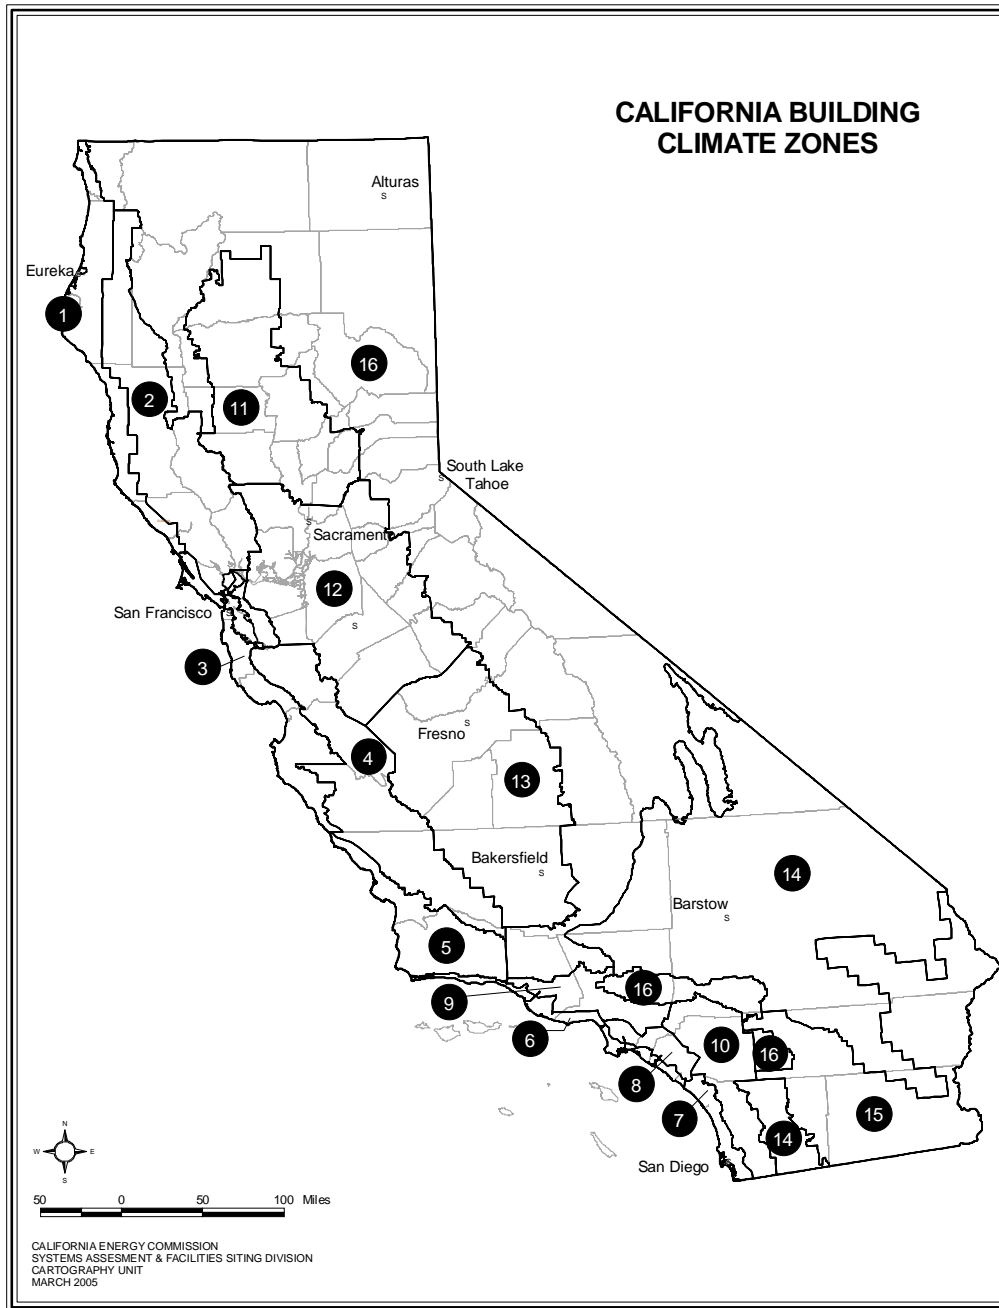 CALIFORNIA BUILDING
CLIMATE ZONES
Alturas
S
Eureka
1
16
2
11
South Lake
Tahoe
S
S
Sacramento
12
San Francisco
S
S
3
S
Fresno
4
13
Bakersfield
S
14
Barstow
S
5
9
16
6
10
16
8
7
15
14
San Diego
N
W
E
S
50
0
50
100 Miles
CALIFORNIA ENERGY COMMISSION
SYSTEMS ASSESMENT & FACILITIES SITING DIVISION
CARTOGRAPHY UNIT
MARCH 2005